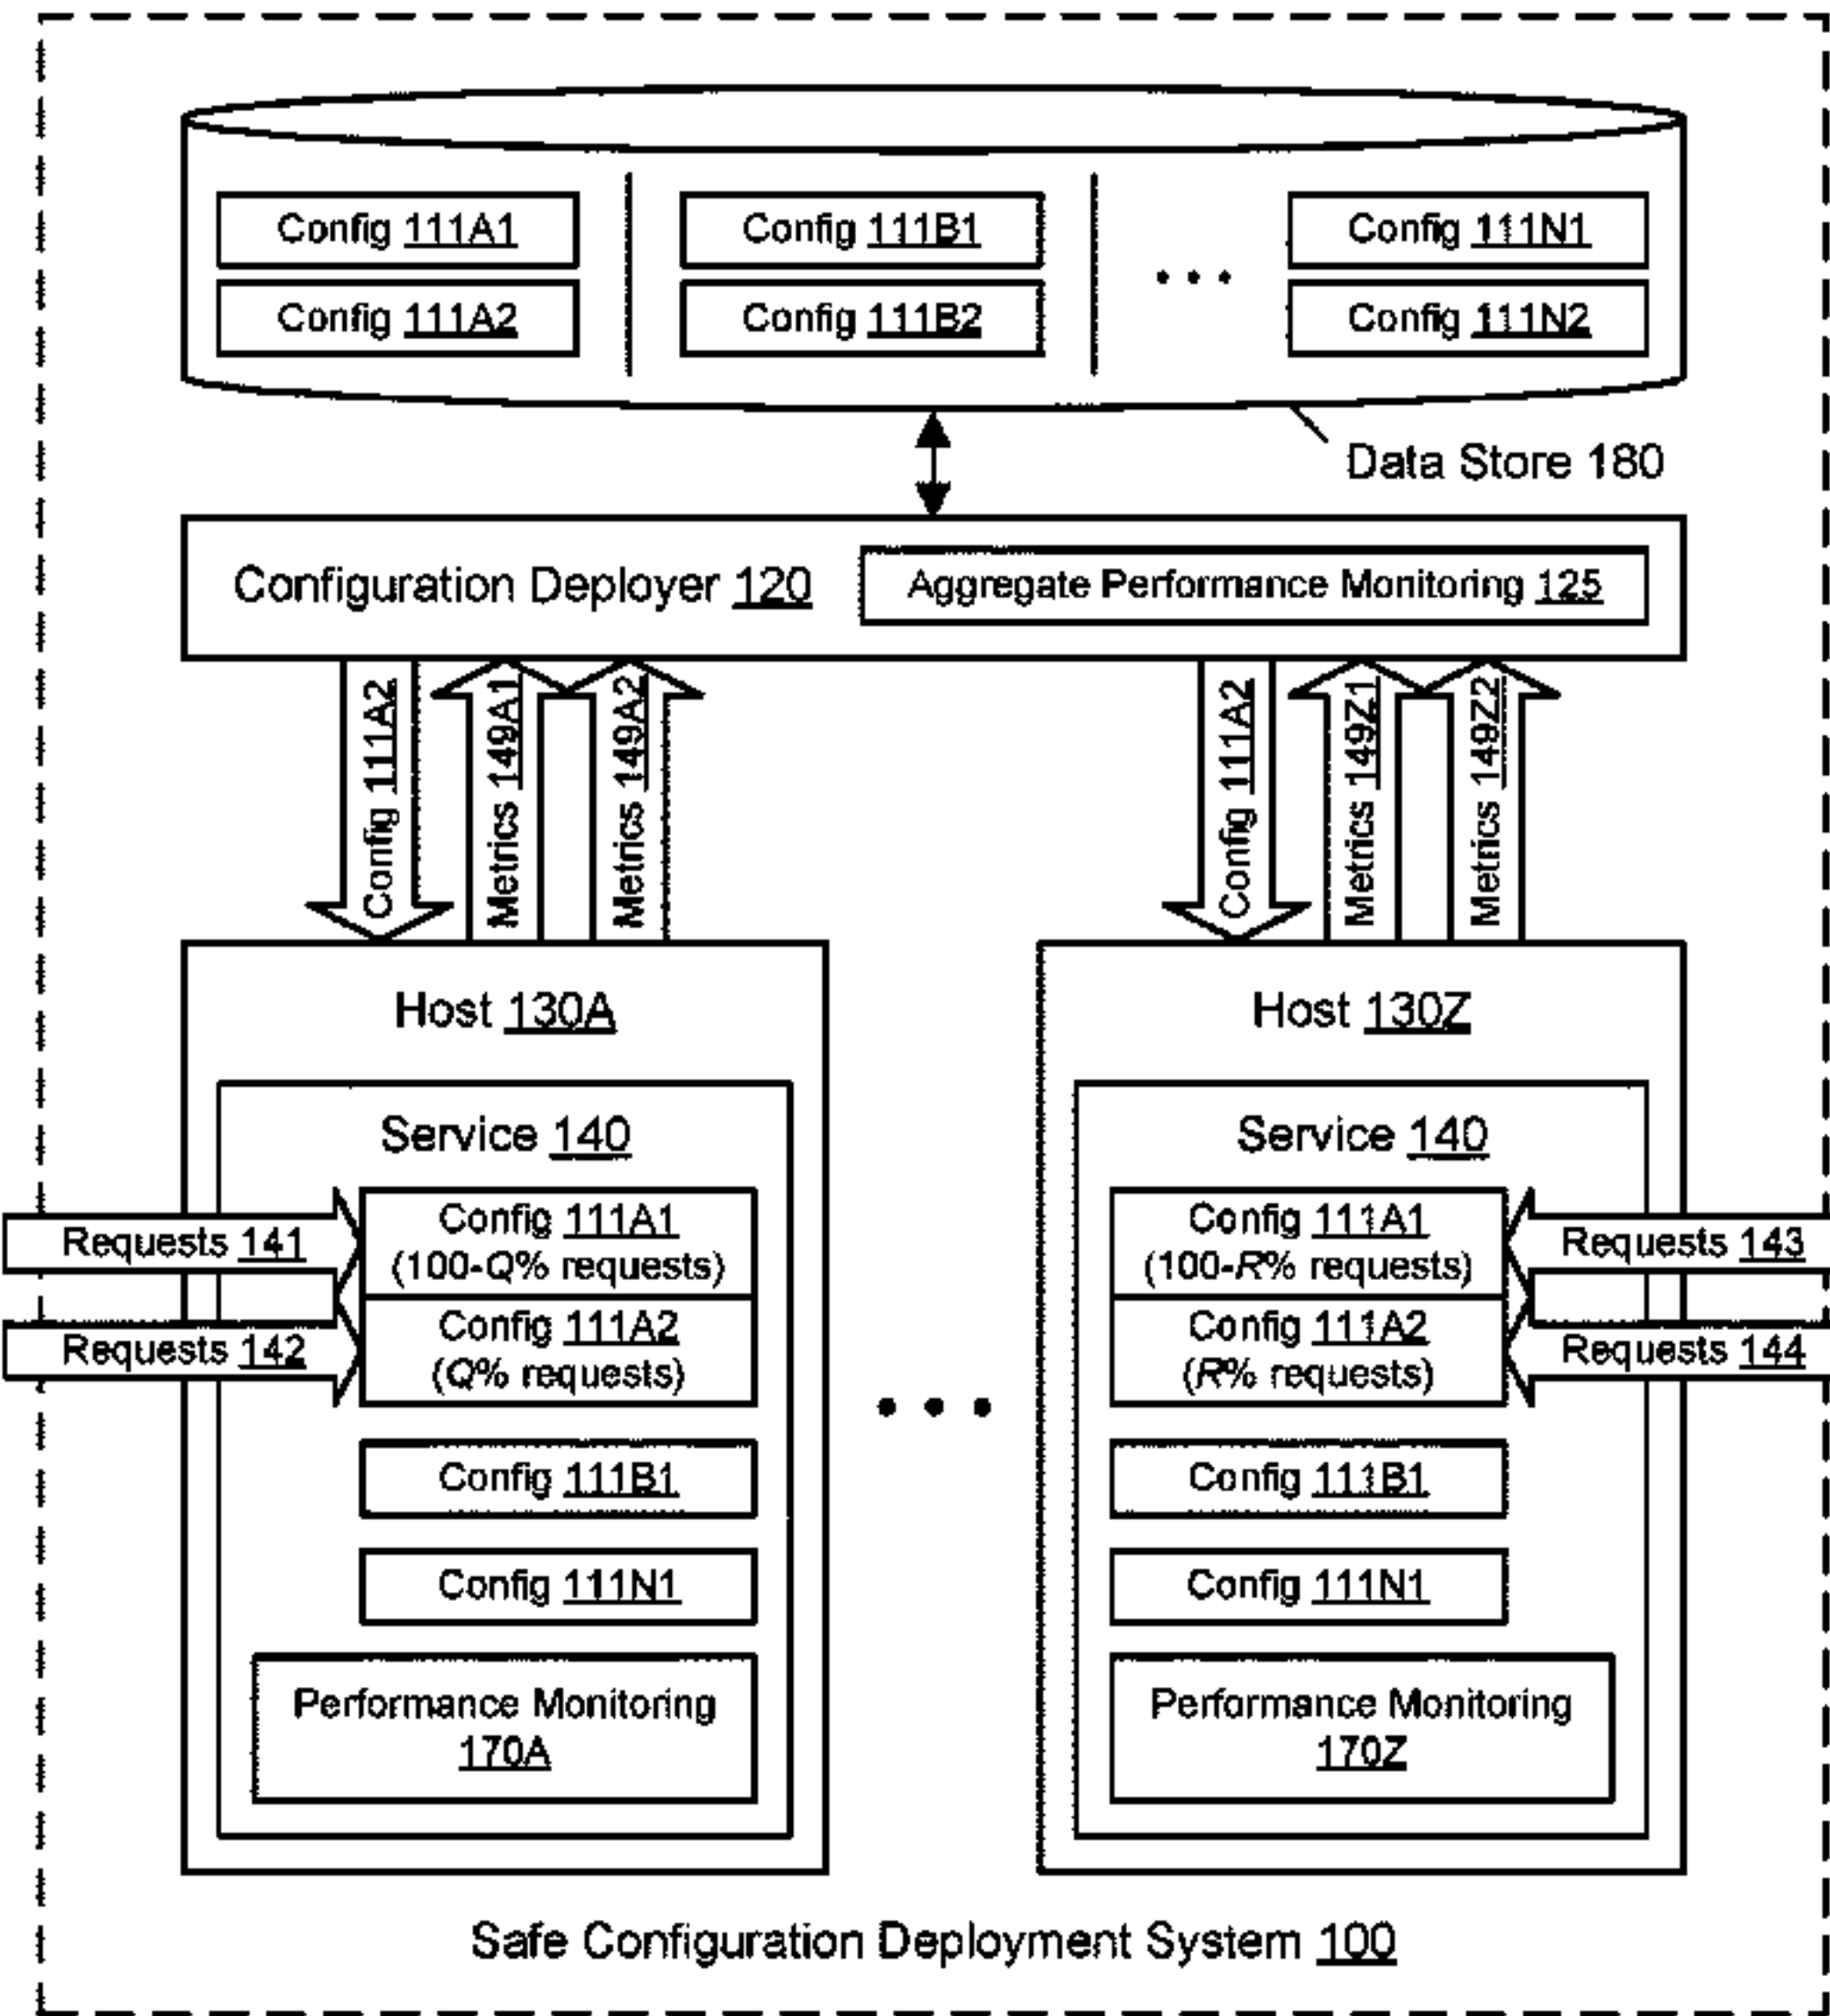 Config 111A1
Config 111B1
Config 111N1
Config 111A2
Config 111B2
. . .
Config 111N2
Data Store 180
Configuration Deployer 120
Aggregate Performance Monitoring 125
Config 111A2
Metrics 149A1
Metrics 149A2
Config 111A2
Metrics 149Z1
Metrics 149Z2
Host 130A
Service 140
Requests 141
Config 111A1
(100-Q% requests)
Requests 142
Config 111A2
(Q% requests)
Config 111B1
Config 111N1
Performance Monitoring
170A
. . .
Host 130Z
Service 140
Config 111A1
(100-R% requests)
Requests 143
Config 111A2
(R% requests)
Requests 144
Config 111B1
Config 111N1
Performance Monitoring
170Z
Safe Configuration Deployment System 100